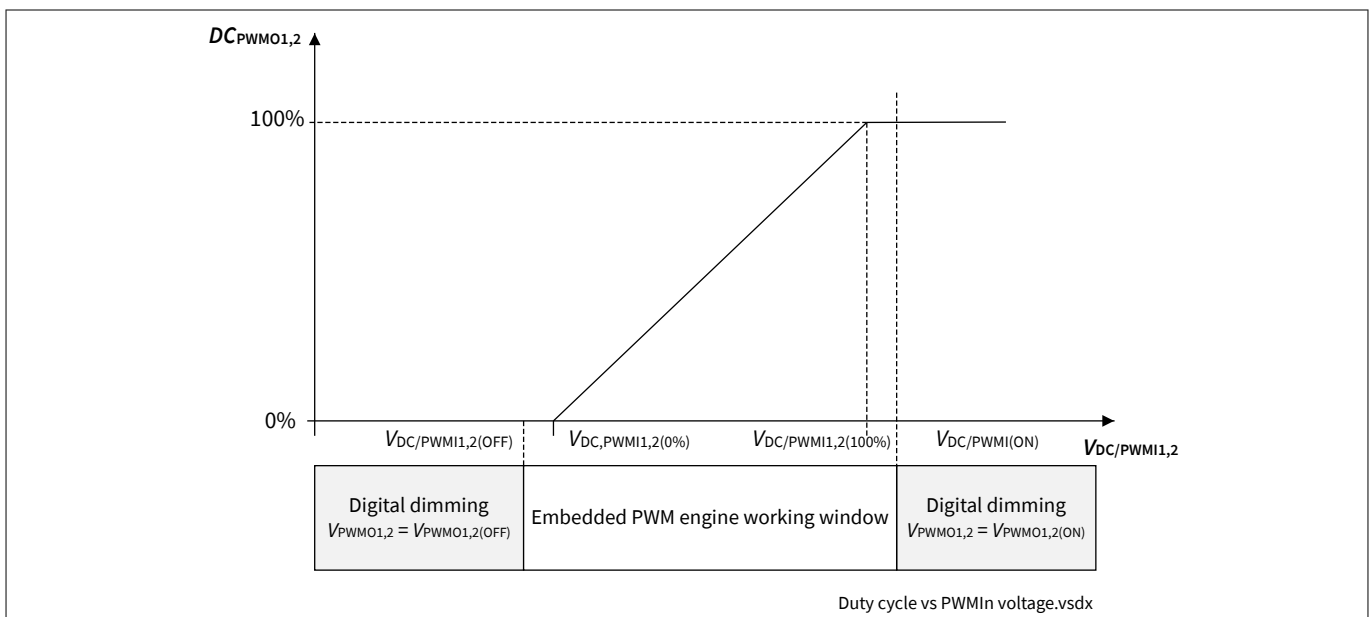 DCPWMO1,2
100%
0%
VDC/PWMI1,2(OFF) VDC,PWMI1,2(0%) VDC/PWMI1,2(100%) VDC/PWMI(ON)
VDC/PWMI1,2
Digital dimming
VPWMO1,2 = VPWMO1,2(OFF)
Embedded PWM engine working window
Digital dimming
VPWMO1,2 = VPWMO1,2(ON)
Duty cycle vs PWMIn voltage.vsdx